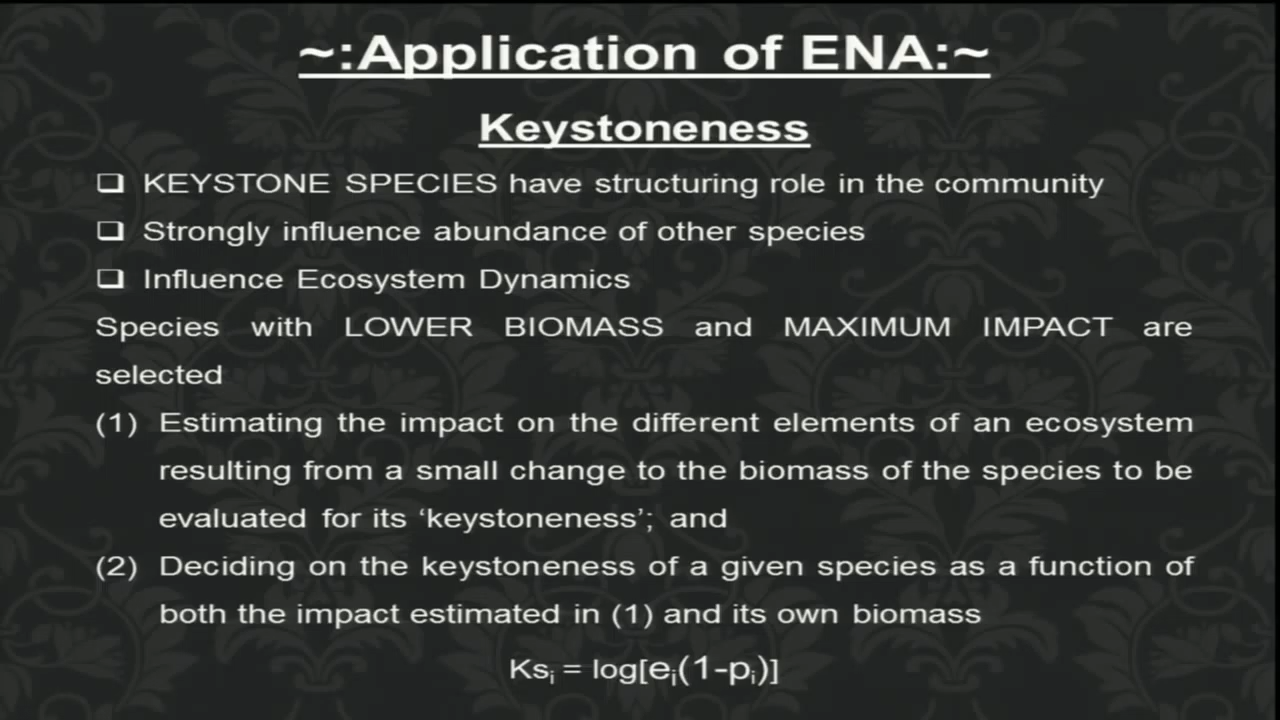 ~:Application of ENA:~
Keystoneness
❑ KEYSTONE SPECIES have structuring role in the community
❑ Strongly influence abundance of other species
❑ Influence Ecosystem Dynamics
Species with LOWER BIOMASS and MAXIMUM IMPACT are
selected
(1) Estimating the impact on the different elements of an ecosystem
resulting from a small change to the biomass of the species to be
evaluated for its ‘keystoneness’; and
(2) Deciding on the keystoneness of a given species as a function of
both the impact estimated in (1) and its own biomass
Ksᵢ = log[eᵢ(1-pᵢ)]